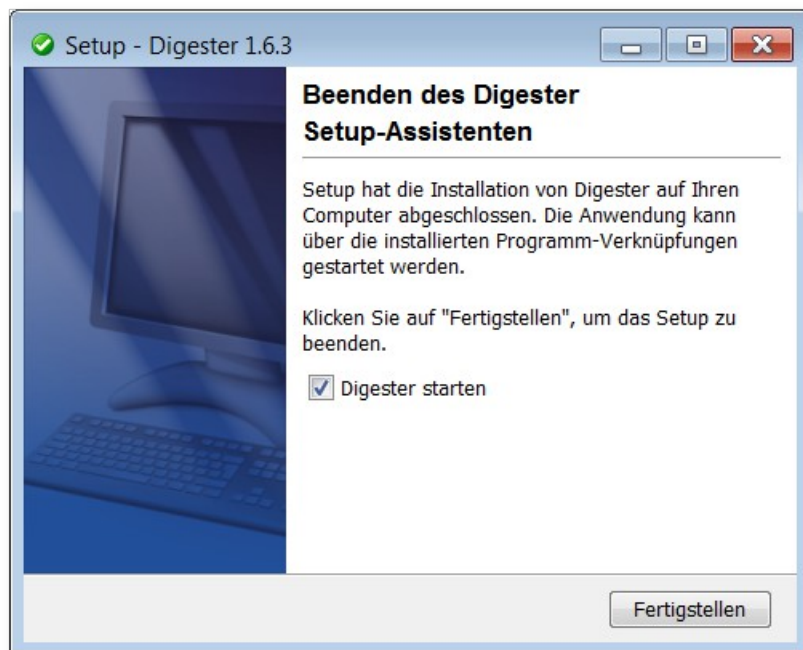 Setup - Digester 1.6.3
Beenden des Digester
Setup-Assistenten
Setup hat die Installation von Digester auf Ihren
Computer abgeschlossen. Die Anwendung kann
über die installierten Programm-Verknüpfungen
gestartet werden.
Klicken Sie auf "Fertigstellen", um das Setup zu
beenden.
Digester starten
Fertigstellen